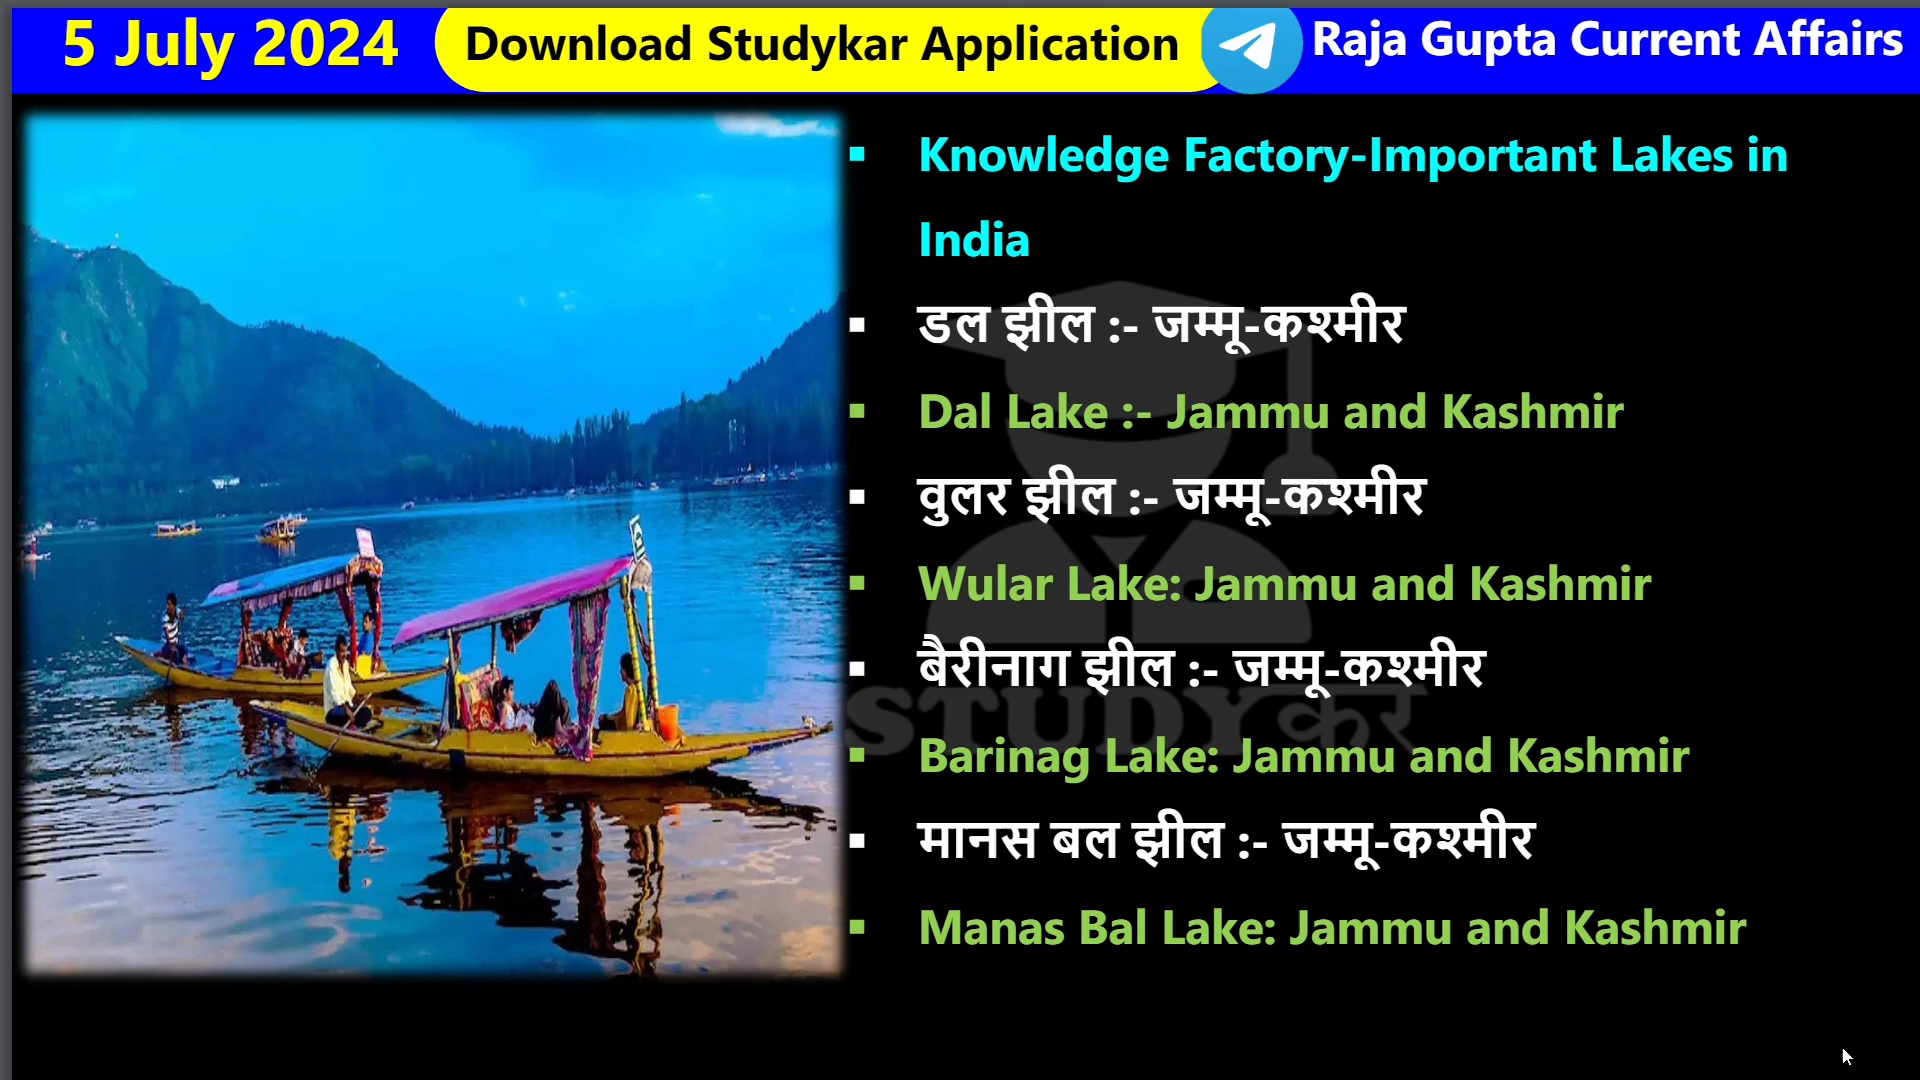 5 July 2024
Download Studykar Application
Raja Gupta Current Affairs
Knowledge Factory-Important Lakes in
India
डल झील :- जम्मू-कश्मीर
Dal Lake :- Jammu and Kashmir
वुलर झील :- जम्मू-कश्मीर
Wular Lake: Jammu and Kashmir
बैरीनाग झील :- जम्मू-कश्मीर
STUDYकर
Barinag Lake: Jammu and Kashmir
मानस बल झील :- जम्मू-कश्मीर
Manas Bal Lake: Jammu and Kashmir